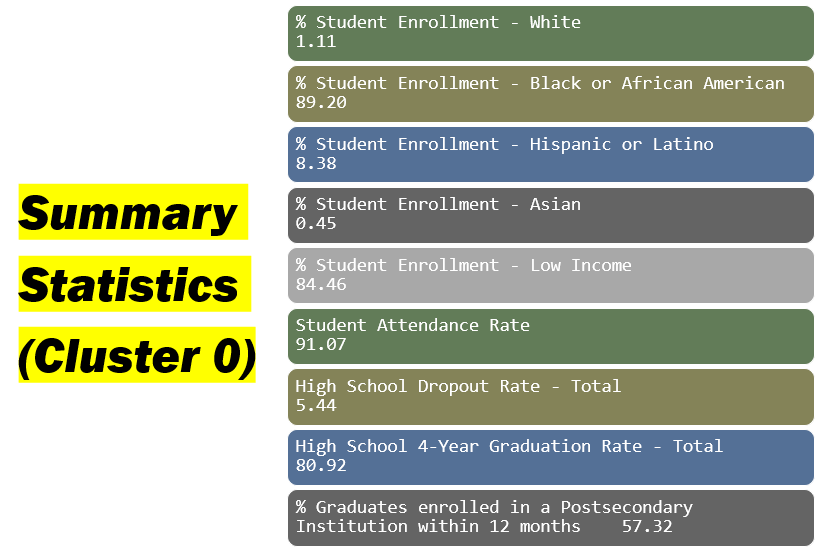 Summary
Statistics
(Cluster 0)
% Student Enrollment - White
1.11
% Student Enrollment - Black or African American
89.20
% Student Enrollment - Hispanic or Latino
8.38
% Student Enrollment - Asian
0.45
% Student Enrollment - Low Income
84.46
Student Attendance Rate
91.07
High School Dropout Rate - Total
5.44
High School 4-Year Graduation Rate - Total
80.92
% Graduates enrolled in a Postsecondary
Institution within 12 months    57.32